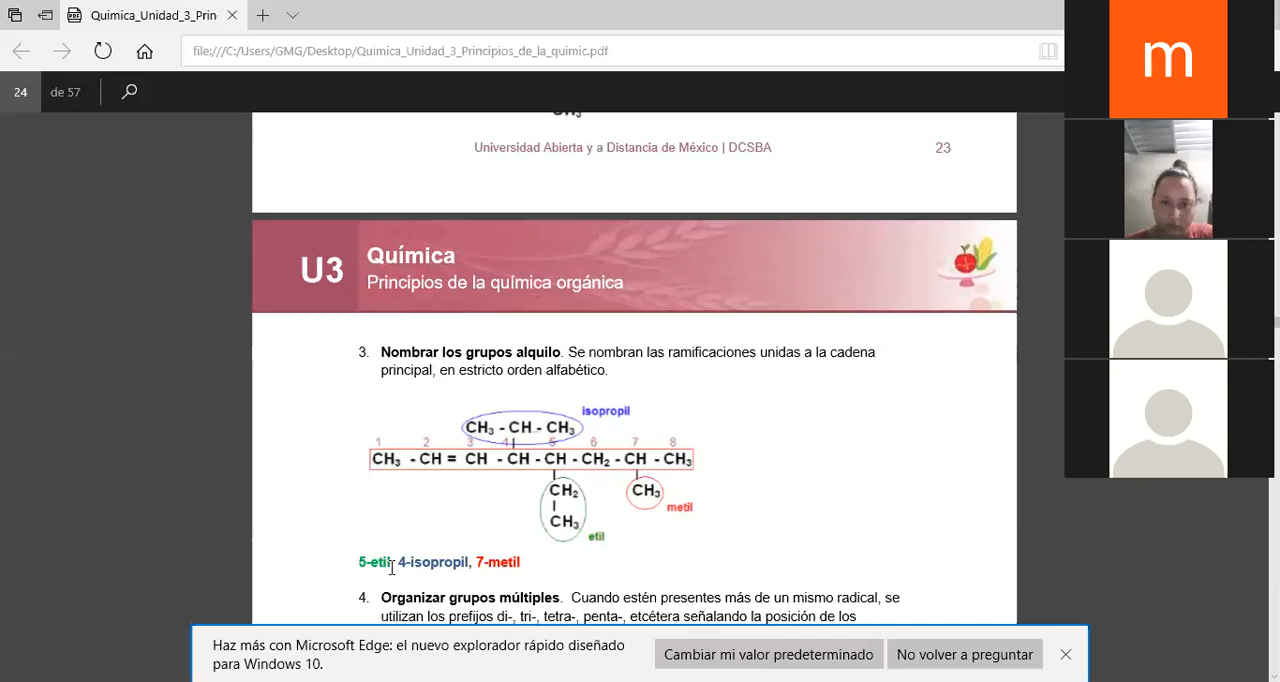 Quimica_Unidad_3_Prin
file:///C:/Users/GMG/Desktop/Quimica_Unidad_3_Principios_de_la_quimic.pdf
24 de 57
CH3
Universidad Abierta y a Distancia de México | DCSBA 23
U3 Química
Principios de la química orgánica
3. Nombrar los grupos alquilo. Se nombran las ramificaciones unidas a la cadena
principal, en estricto orden alfabético.
isopropil
CH3 - CH - CH3
1 2 3 4 5 6 7 8
CH3 - CH = CH - CH - CH - CH2 - CH - CH3
CH2 CH3
metil
CH3
etil
5-etil, 4-isopropil, 7-metil
4. Organizar grupos múltiples. Cuando estén presentes más de un mismo radical, se
utilizan los prefijos di-, tri-, tetra-, penta-, etcétera señalando la posición de los
Haz más con Microsoft Edge: el nuevo explorador rápido diseñado
para Windows 10.
Cambiar mi valor predeterminado No volver a preguntar
m